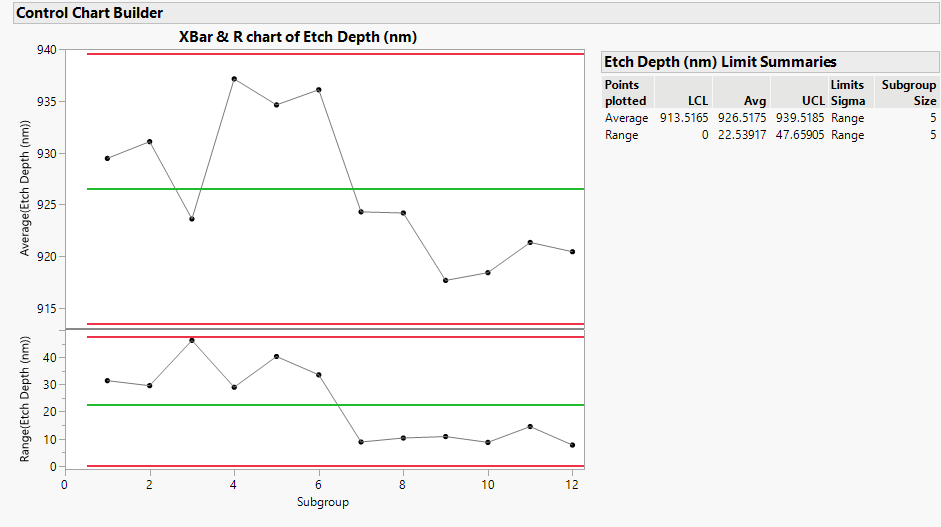 Control Chart Builder
XBar & R chart of Etch Depth (nm)
940
935
930
925
920
915
Average(Etch Depth (nm))
40
30
20
10
0
Range(Etch Depth (nm))
0 2 4 6 8 10 12
Subgroup
Etch Depth (nm) Limit Summaries
Points Limits Subgroup
plotted LCL Avg UCL Sigma Size
Average 913.5165 926.5175 939.5185 Range 5
Range 0 22.53917 47.65905 Range 5